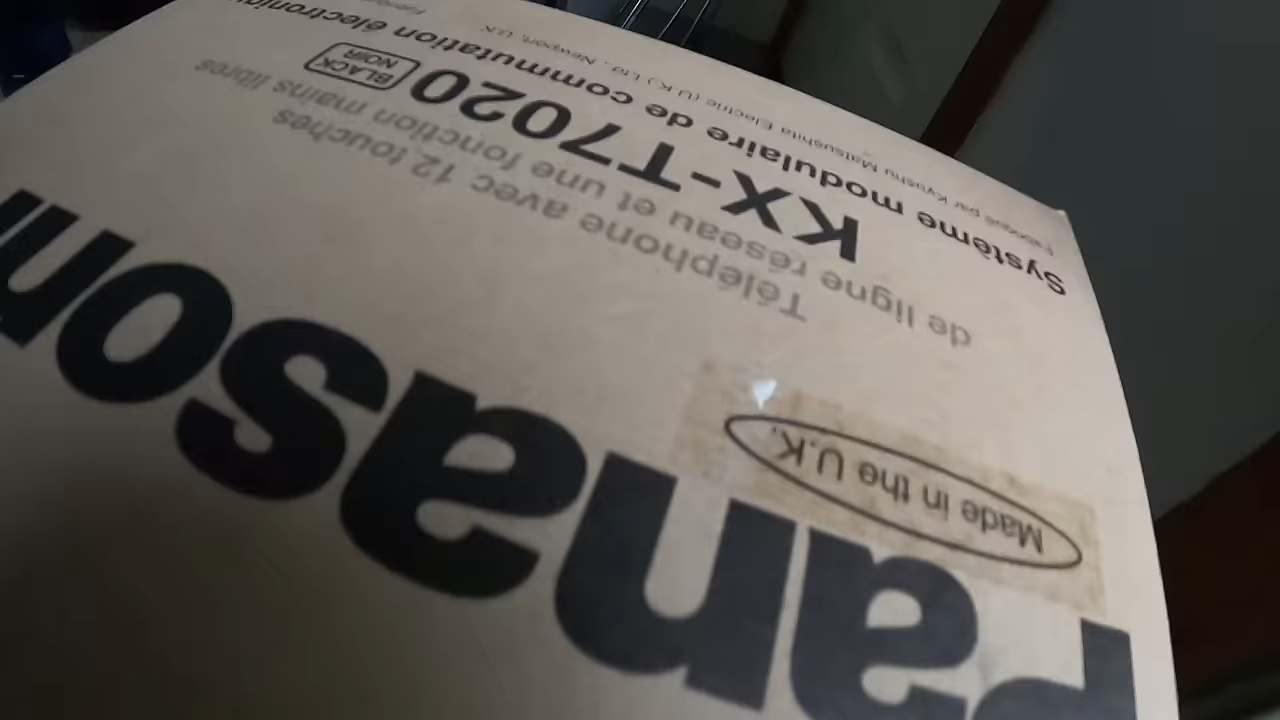 Panasoni
Made in the U.K.
Téléphone avec 12 touches
de ligne réseau et une fonction mains libres
KX-T7020 BLACK
NOIR
Système modulaire de commutation électronique
Fabriqué par Kyushu Matsushita Electric (U.K.) Ltd., Newport, U.K.